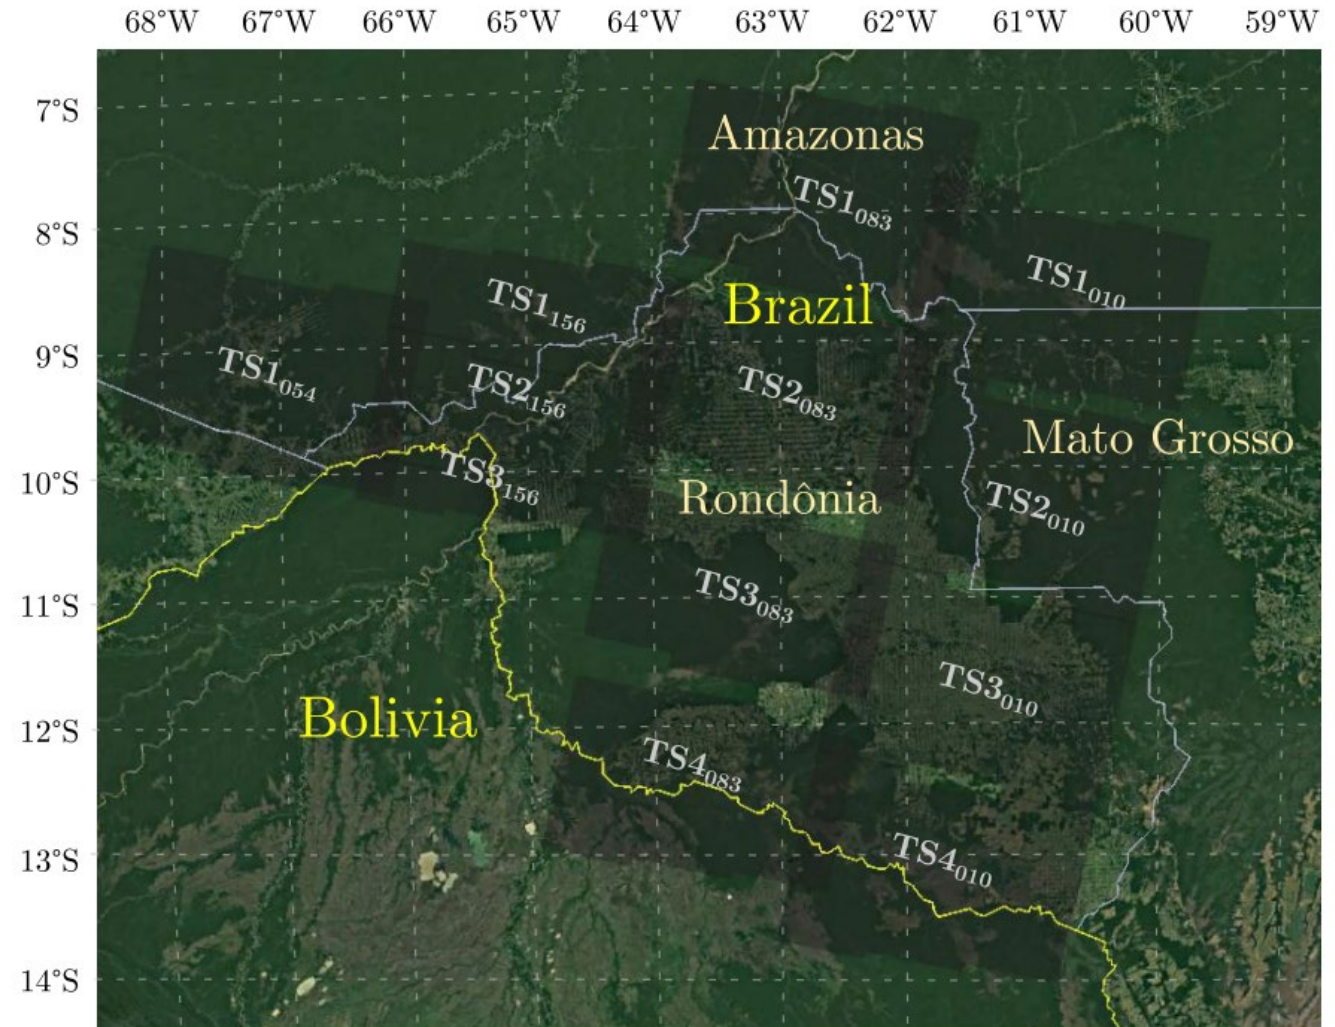 68°W 67°W 66°W 65°W 64°W 63°W 62°W 61°W 60°W 59°W
7°S
Amazonas
TS1₀₈₃
8°S
TS1₀₁₀
TS1₁₅₆
Brazil
9°S
TS1₀₅₄
TS2₁₅₆
TS2₀₈₃
Mato Grosso
TS3₁₅₆
10°S
Rondônia
TS2₀₁₀
11°S
TS3₀₈₃
TS3₀₁₀
Bolivia
12°S
TS4₀₈₃
13°S
TS4₀₁₀
14°S